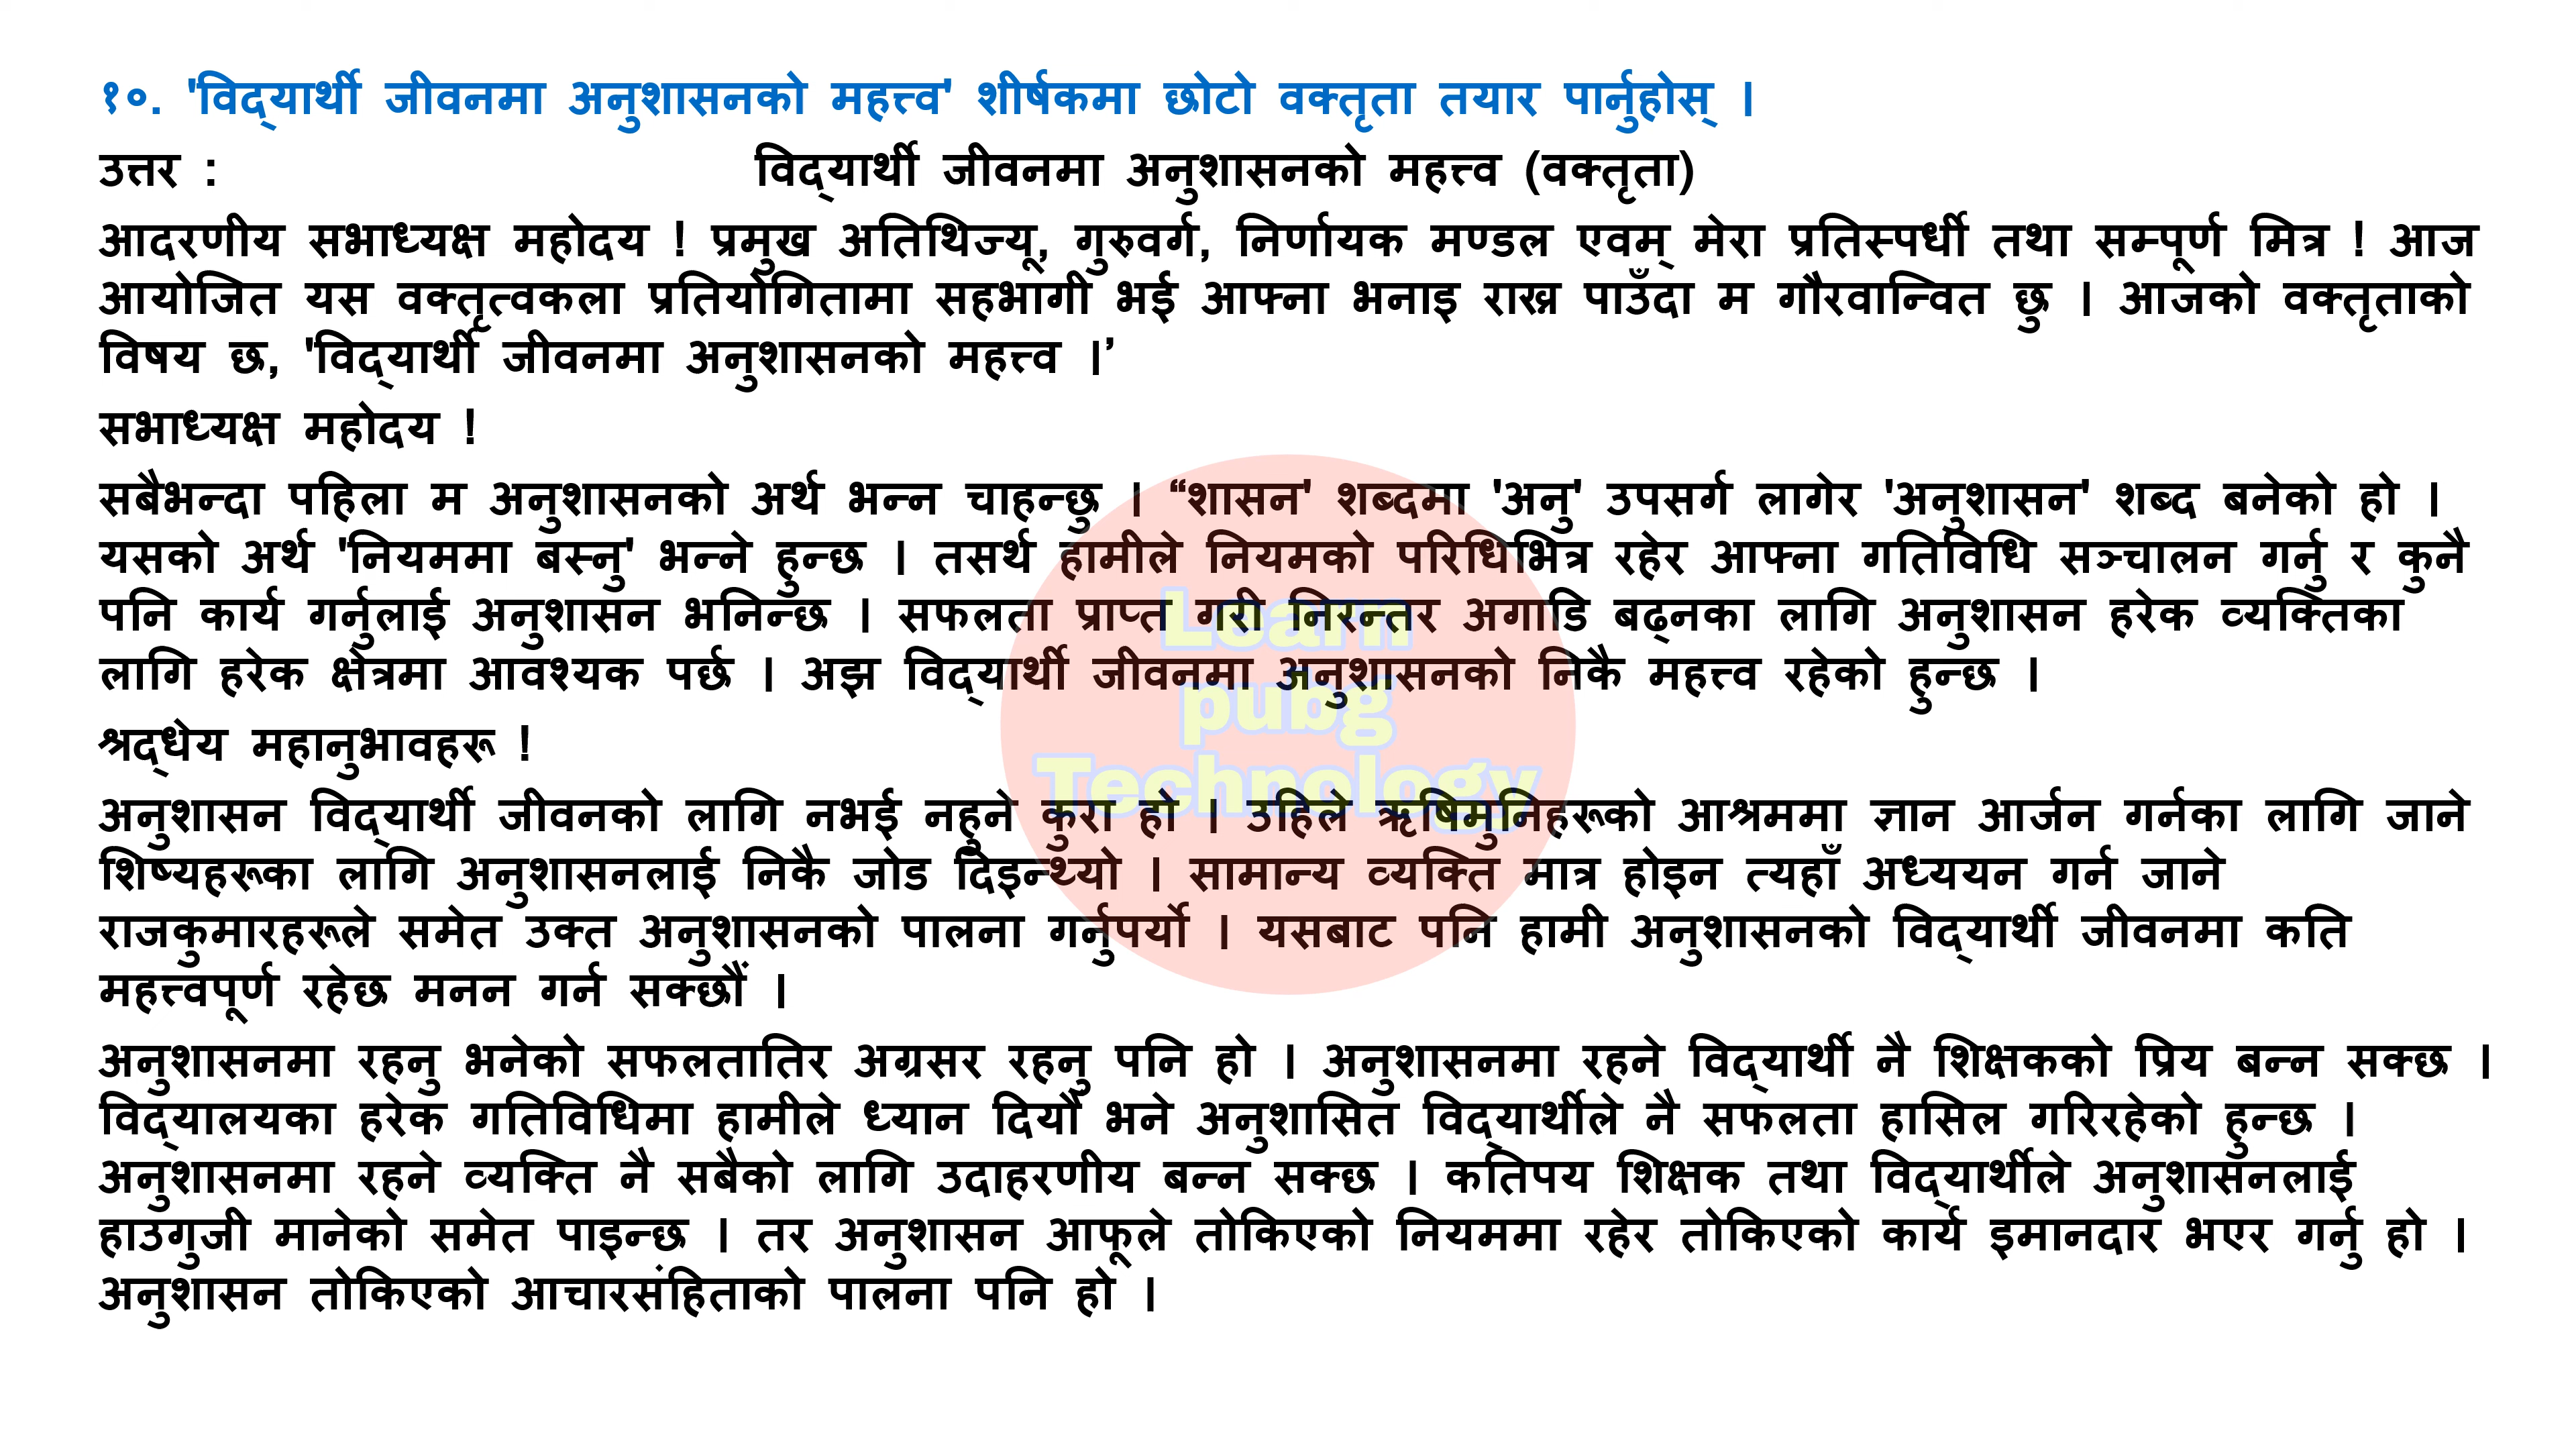 १०. 'विद्‌यार्थी जीवनमा अनुशासनको महत्त्व' शीर्षकमा छोटो वक्तृता तयार पार्नुहोस् ।
उत्तर : विद्‌यार्थी जीवनमा अनुशासनको महत्त्व (वक्तृता)
आदरणीय सभाध्यक्ष महोदय ! प्रमुख अतिथिज्यू, गुरुवर्ग, निर्णायक मण्डल एवम् मेरा प्रतिस्पर्धी तथा सम्पूर्ण मित्र ! आज
आयोजित यस वक्तृत्वकला प्रतियोगितामा सहभागी भई आफ्ना भनाइ राख्न पाउँदा म गौरवान्वित छु । आजको वक्तृताको
विषय छ, 'विद्‌यार्थी जीवनमा अनुशासनको महत्त्व ।’
सभाध्यक्ष महोदय !
सबैभन्दा पहिला म अनुशासनको अर्थ भन्न चाहन्छु । “शासन' शब्दमा 'अनु' उपसर्ग लागेर 'अनुशासन' शब्द बनेको हो ।
यसको अर्थ 'नियममा बस्नु' भन्ने हुन्छ । तसर्थ हामीले नियमको परिधिभित्र रहेर आफ्ना गतिविधि सञ्चालन गर्नु र कुनै
पनि कार्य गर्नुलाई अनुशासन भनिन्छ । सफलता प्राप्त गरी निरन्तर अगाडि बढ्नका लागि अनुशासन हरेक व्यक्तिका
लागि हरेक क्षेत्रमा आवश्यक पर्छ । अझ विद्‌यार्थी जीवनमा अनुशासनको निकै महत्त्व रहेको हुन्छ ।
Learn
pubg
Technology
श्रद्‌धेय महानुभावहरू !
अनुशासन विद्‌यार्थी जीवनको लागि नभई नहुने कुरा हो । उहिले ऋषिमुनिहरूको आश्रममा ज्ञान आर्जन गर्नका लागि जाने
शिष्यहरूका लागि अनुशासनलाई निकै जोड दिइन्थ्यो । सामान्य व्यक्ति मात्र होइन त्यहाँ अध्ययन गर्न जाने
राजकुमारहरूले समेत उक्त अनुशासनको पालना गर्नुपर्यो । यसबाट पनि हामी अनुशासनको विद्‌यार्थी जीवनमा कति
महत्त्वपूर्ण रहेछ मनन गर्न सक्छौं ।
अनुशासनमा रहनु भनेको सफलतातिर अग्रसर रहनु पनि हो । अनुशासनमा रहने विद्‌यार्थी नै शिक्षकको प्रिय बन्न सक्छ ।
विद्‌यालयका हरेक गतिविधिमा हामीले ध्यान दियौ भने अनुशासित विद्‌यार्थीले नै सफलता हासिल गरिरहेको हुन्छ ।
अनुशासनमा रहने व्यक्ति नै सबैको लागि उदाहरणीय बन्न सक्छ । कतिपय शिक्षक तथा विद्‌यार्थीले अनुशासनलाई
हाउगुजी मानेको समेत पाइन्छ । तर अनुशासन आफूले तोकिएको नियममा रहेर तोकिएको कार्य इमानदार भएर गर्नु हो ।
अनुशासन तोकिएको आचारसंहिताको पालना पनि हो ।